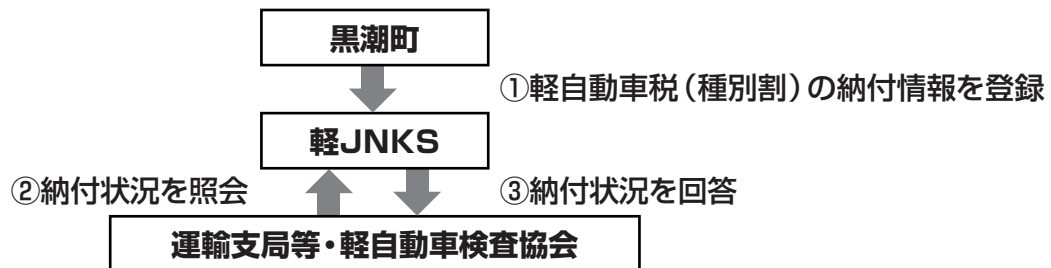 黒潮町
①軽自動車税(種別割)の納付情報を登録
軽JNKS
②納付状況を照会
③納付状況を回答
運輸支局等・軽自動車検査協会